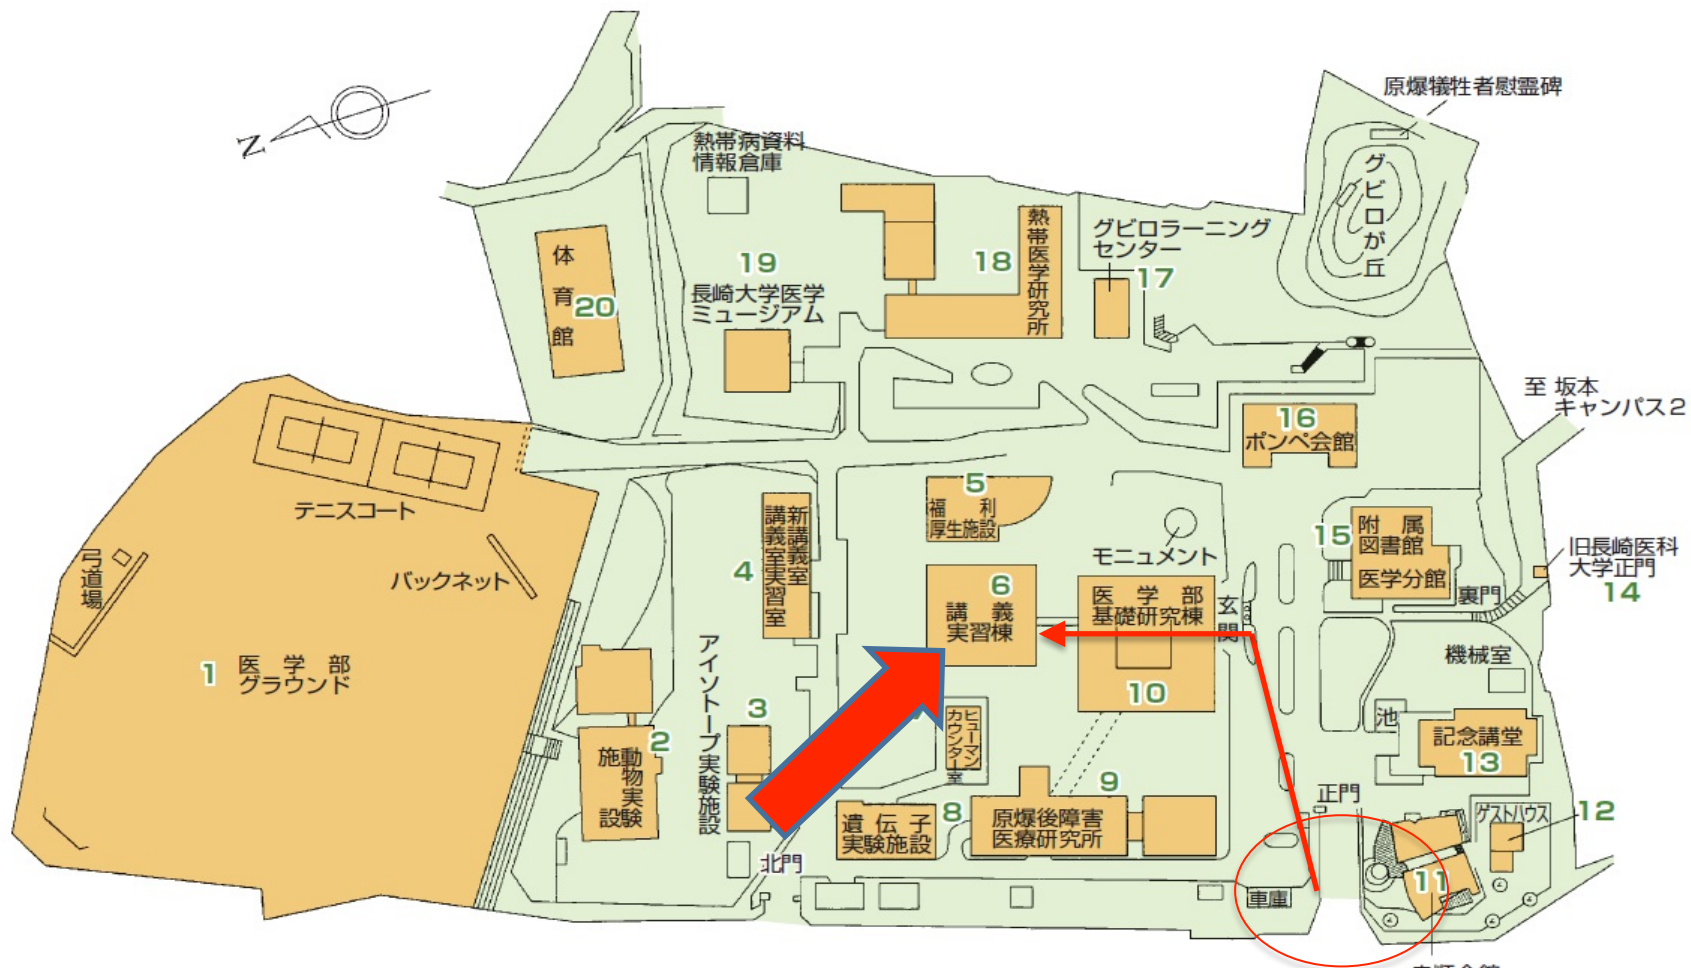 原爆犠牲者慰霊碑
グビロが丘
N
熱帯病資料
情報倉庫
体育館
20
19
長崎大学医学
ミュージアム
18
熱帯医学研究所
グビロラーニング
センター
17
至 坂本
キャンパス2
16
ポンペ会館
テニスコート
バックネット
弓道場
1
医学部
グラウンド
4
新講義室
講義室実習室
5
福利
厚生施設
6
講義
実習棟
モニュメント
医学部
基礎研究棟
10
玄関
15
附属
図書館
医学分館
裏門
旧長崎医科
大学正門
14
機械室
池
記念講堂
13
正門
ゲストハウス
12
11
車庫
2
動物実験
施設
アイソトープ実験施設
3
北門
ヒューマン
カウンター室
8
遺伝子
実験施設
9
原爆後障害
医療研究所